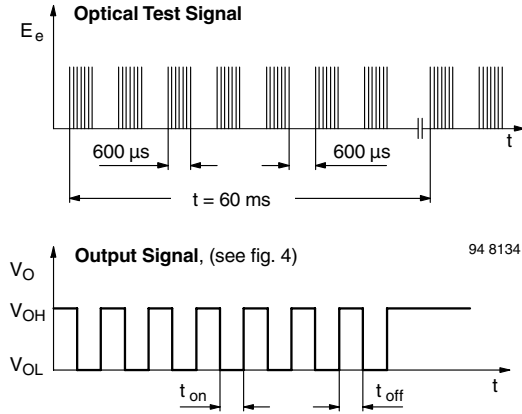 Optical Test Signal
E e
t
600 µs
600 µs
t = 60 ms
94 8134
Output Signal, (see fig. 4)
V O
V OH
V OL
t on
t off
t